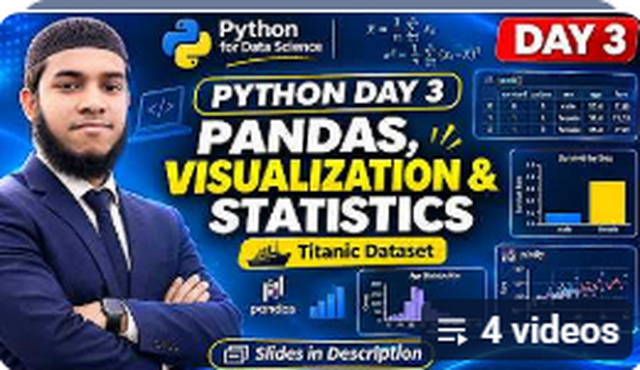 Python
for Data Science
DAY 3
</>
PYTHON DAY 3
PANDAS,
VISUALIZATION &
STATISTICS
Titanic Dataset
pandas
Slides in Description
4 videos